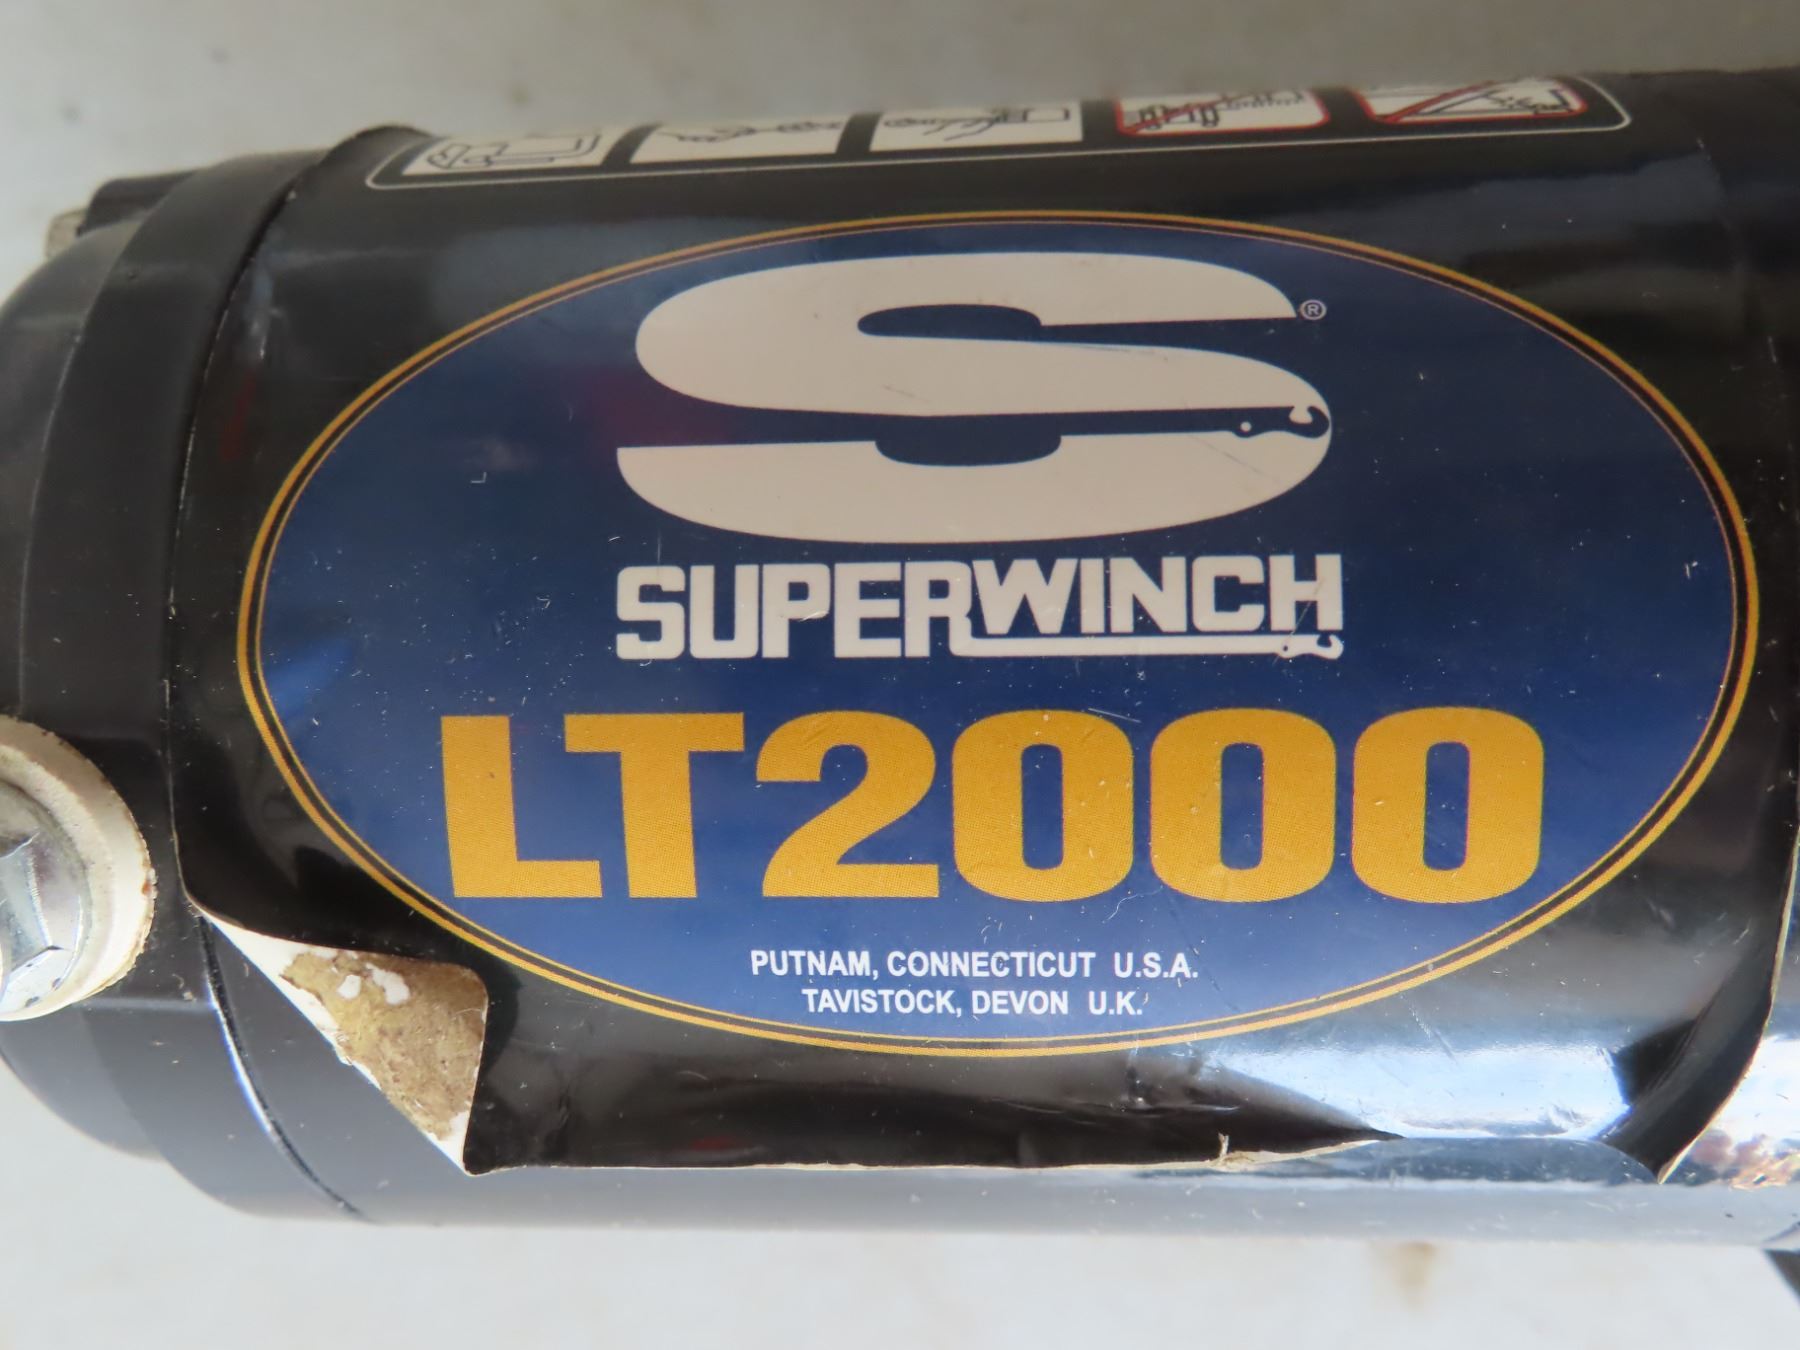 S®
SUPERWINCH
LT2000
PUTNAM, CONNECTICUT U.S.A.
TAVISTOCK, DEVON U.K.